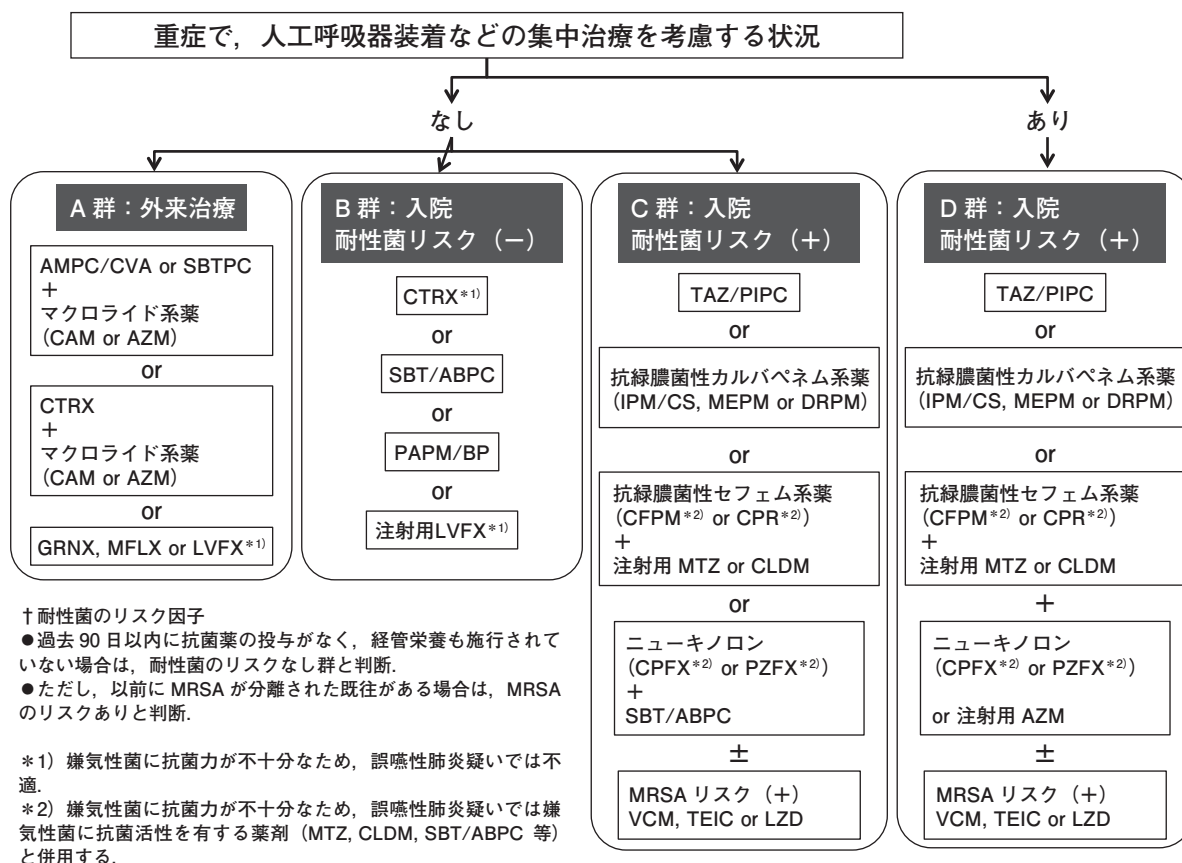 重症で，人工呼吸器装着などの集中治療を考慮する状況
なし
あり
A 群：外来治療
AMPC/CVA or SBTPC
+
マクロライド系薬
(CAM or AZM)
or
CTRX
+
マクロライド系薬
(CAM or AZM)
or
GRNX, MFLX or LVFX*1)
B 群：入院
耐性菌リスク（−）
CTRX*1)
or
SBT/ABPC
or
PAPM/BP
or
注射用LVFX*1)
C 群：入院
耐性菌リスク（+）
TAZ/PIPC
or
抗緑膿菌性カルバペネム系薬
(IPM/CS, MEPM or DRPM)
or
抗緑膿菌性セフェム系薬
(CFPM*2) or CPR*2))
+
注射用 MTZ or CLDM
or
ニューキノロン
(CPFX*2) or PZFX*2))
+
SBT/ABPC
±
MRSA リスク（+）
VCM, TEIC or LZD
D 群：入院
耐性菌リスク（+）
TAZ/PIPC
or
抗緑膿菌性カルバペネム系薬
(IPM/CS, MEPM or DRPM)
or
抗緑膿菌性セフェム系薬
(CFPM*2) or CPR*2))
+
注射用 MTZ or CLDM
+
ニューキノロン
(CPFX*2) or PZFX*2))
or 注射用 AZM
±
MRSA リスク（+）
VCM, TEIC or LZD
†耐性菌のリスク因子
●過去 90 日以内に抗菌薬の投与がなく，経管栄養も施行されて
いない場合は，耐性菌のリスクなし群と判断.
●ただし，以前に MRSA が分離された既往がある場合は，MRSA
のリスクありと判断.
*1）嫌気性菌に抗菌力が不十分なため，誤嚥性肺炎疑いでは不
適.
*2）嫌気性菌に抗菌力が不十分なため，誤嚥性肺炎疑いでは嫌
気性菌に抗菌活性を有する薬剤（MTZ, CLDM, SBT/ABPC 等）
と併用する.